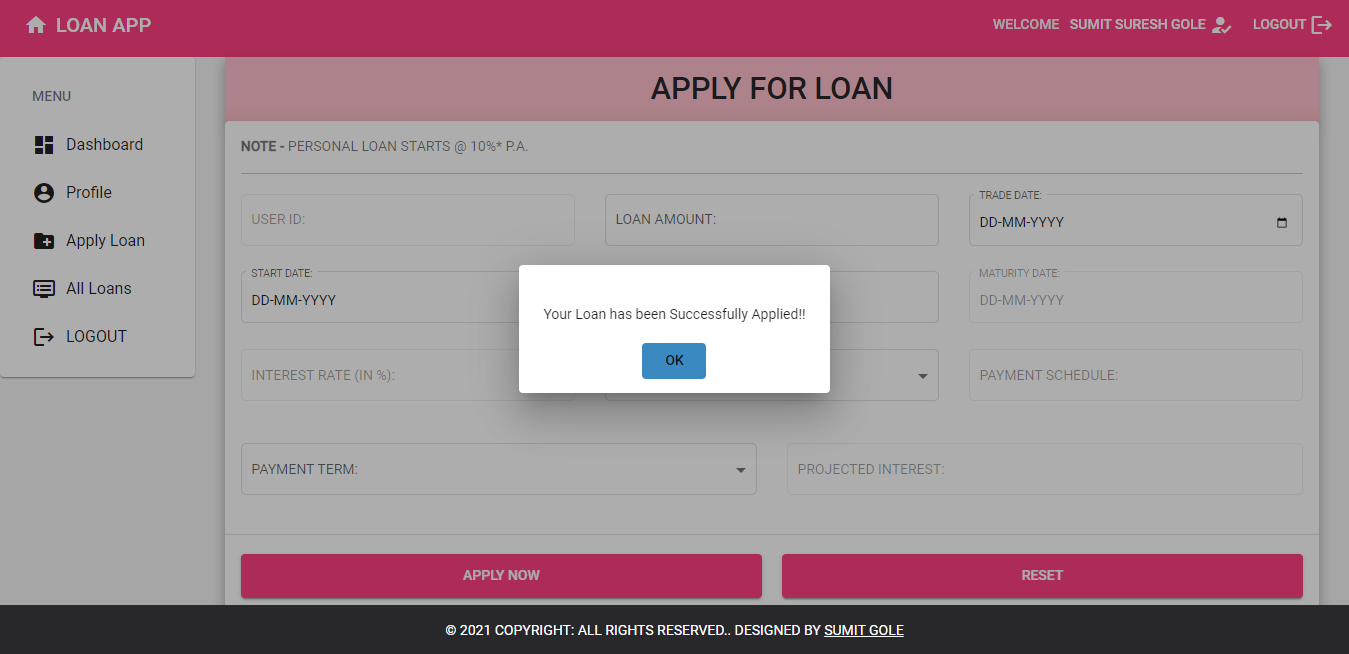 LOAN APP
WELCOME SUMIT SURESH GOLE LOGOUT
MENU
Dashboard
Profile
Apply Loan
All Loans
LOGOUT
APPLY FOR LOAN
NOTE - PERSONAL LOAN STARTS @ 10%* P.A.
USER ID:
LOAN AMOUNT:
TRADE DATE:
DD-MM-YYYY
START DATE:
DD-MM-YYYY
MATURITY DATE:
DD-MM-YYYY
Your Loan has been Successfully Applied!!
OK
INTEREST RATE (IN %):
PAYMENT SCHEDULE:
PAYMENT TERM:
PROJECTED INTEREST:
APPLY NOW
RESET
© 2021 COPYRIGHT: ALL RIGHTS RESERVED.. DESIGNED BY SUMIT GOLE